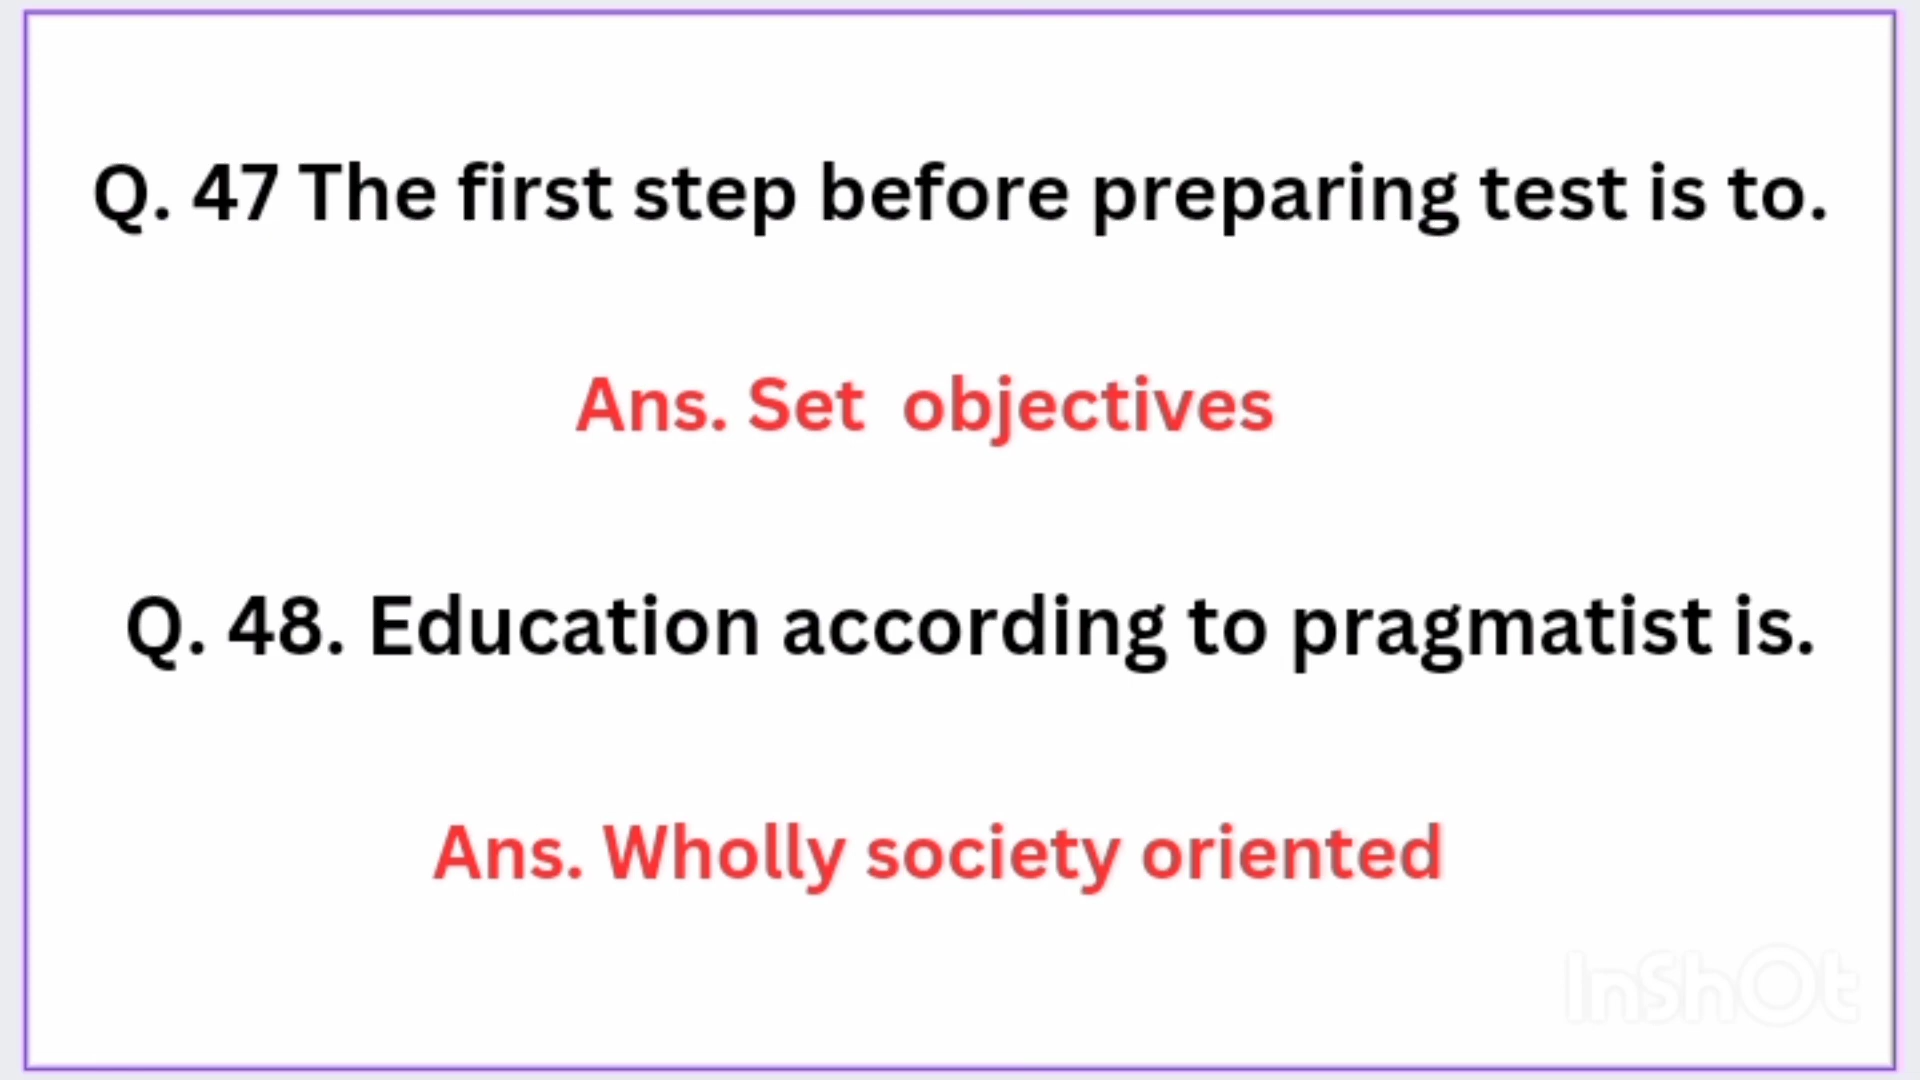 Q. 47 The first step before preparing test is to.
Ans. Set objectives
Q. 48. Education according to pragmatist is.
Ans. Wholly society oriented
InShOt